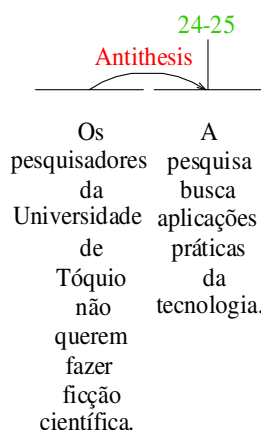 24-25
Antithesis
Os
pesquisadores
da
Universidade
de
Tóquio
não
querem
fazer
ficção
científica.
A
pesquisa
busca
aplicações
práticas
da
tecnologia.